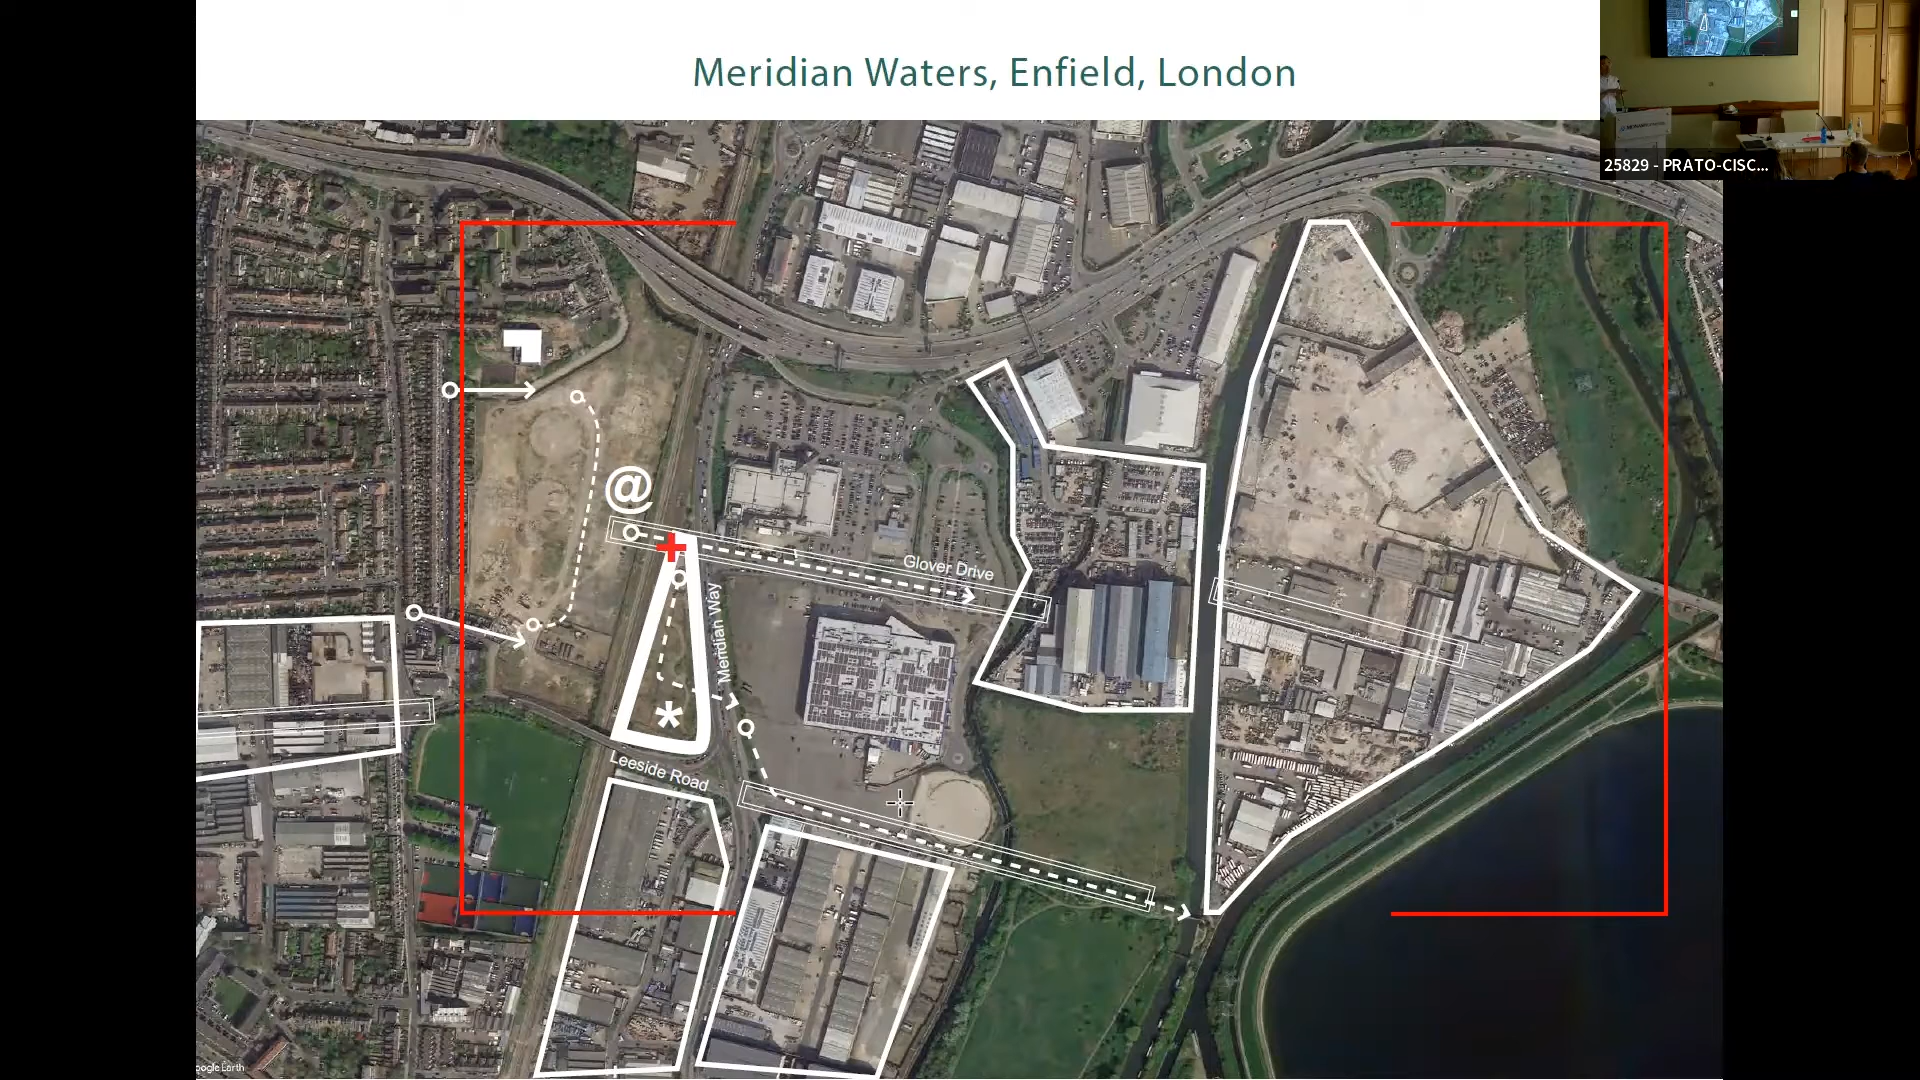 Meridian Waters, Enfield, London
25829 - PRATO-CISC...
@
Glover Drive
Meridian Way
*
Leeside Road
oogle Earth